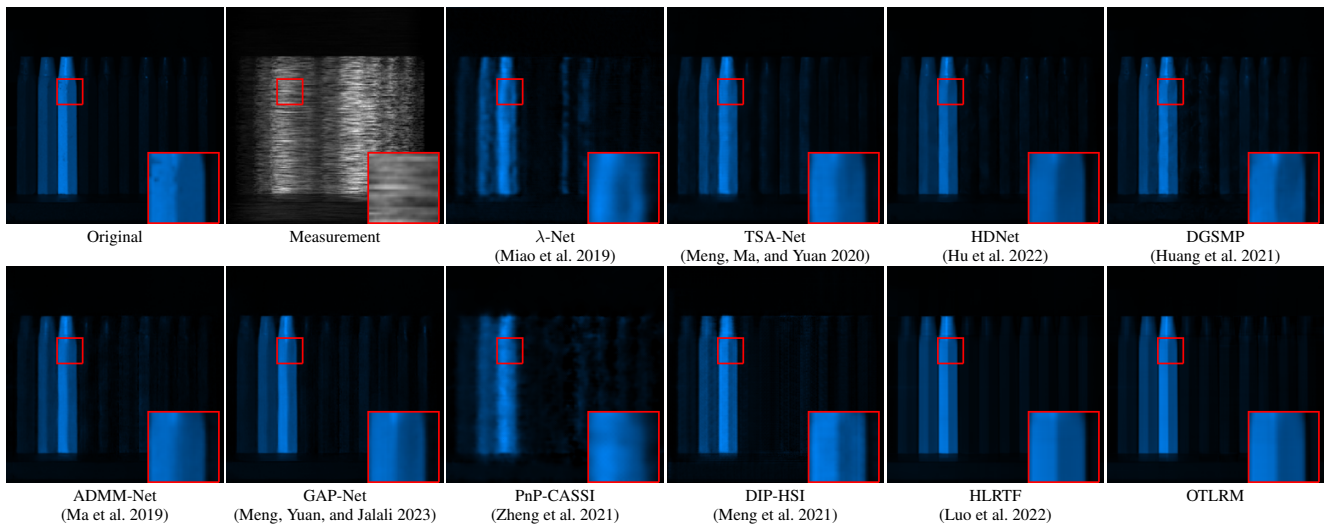 Original
Measurement
λ-Net
(Miao et al. 2019)
TSA-Net
(Meng, Ma, and Yuan 2020)
HDNet
(Hu et al. 2022)
DGSMP
(Huang et al. 2021)
ADMM-Net
(Ma et al. 2019)
GAP-Net
(Meng, Yuan, and Jalali 2023)
PnP-CASSI
(Zheng et al. 2021)
DIP-HSI
(Meng et al. 2021)
HLRTF
(Luo et al. 2022)
OTLRM